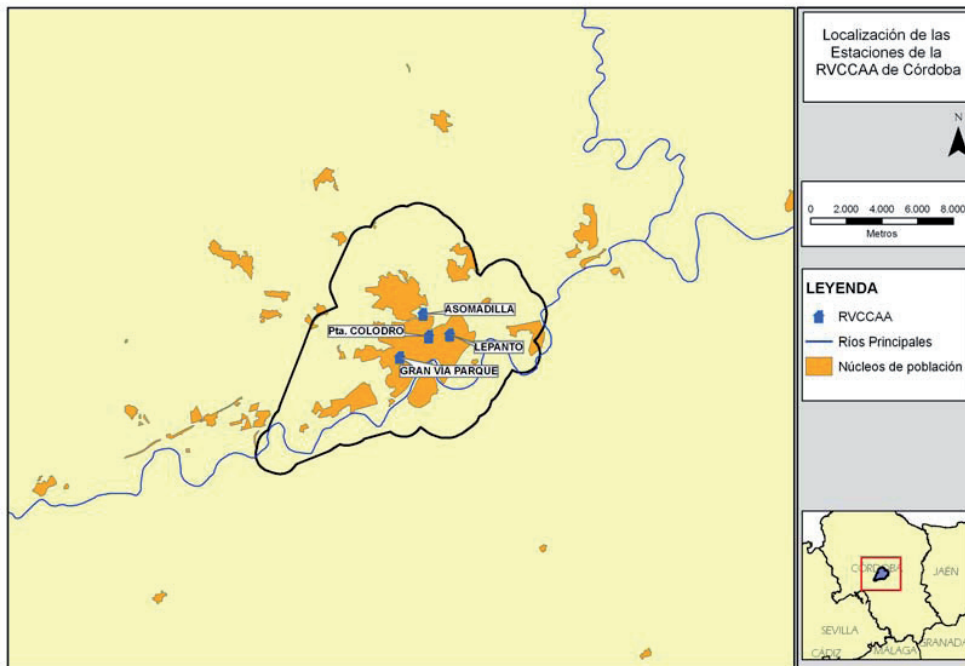 Localización de las
Estaciones de la
RVCCAA de Córdoba
N
0 2.000 4.000 6.000 8.000
Metros
LEYENDA
RVCCAA
Rios Principales
Núcleos de población
ASOMADILLA
Pta. COLODRO
LEPANTO
GRAN VIA PARQUE
CÓRDOBA
JAÉN
SEVILLA
GRANADA
MÁLAGA
CÁDIZ